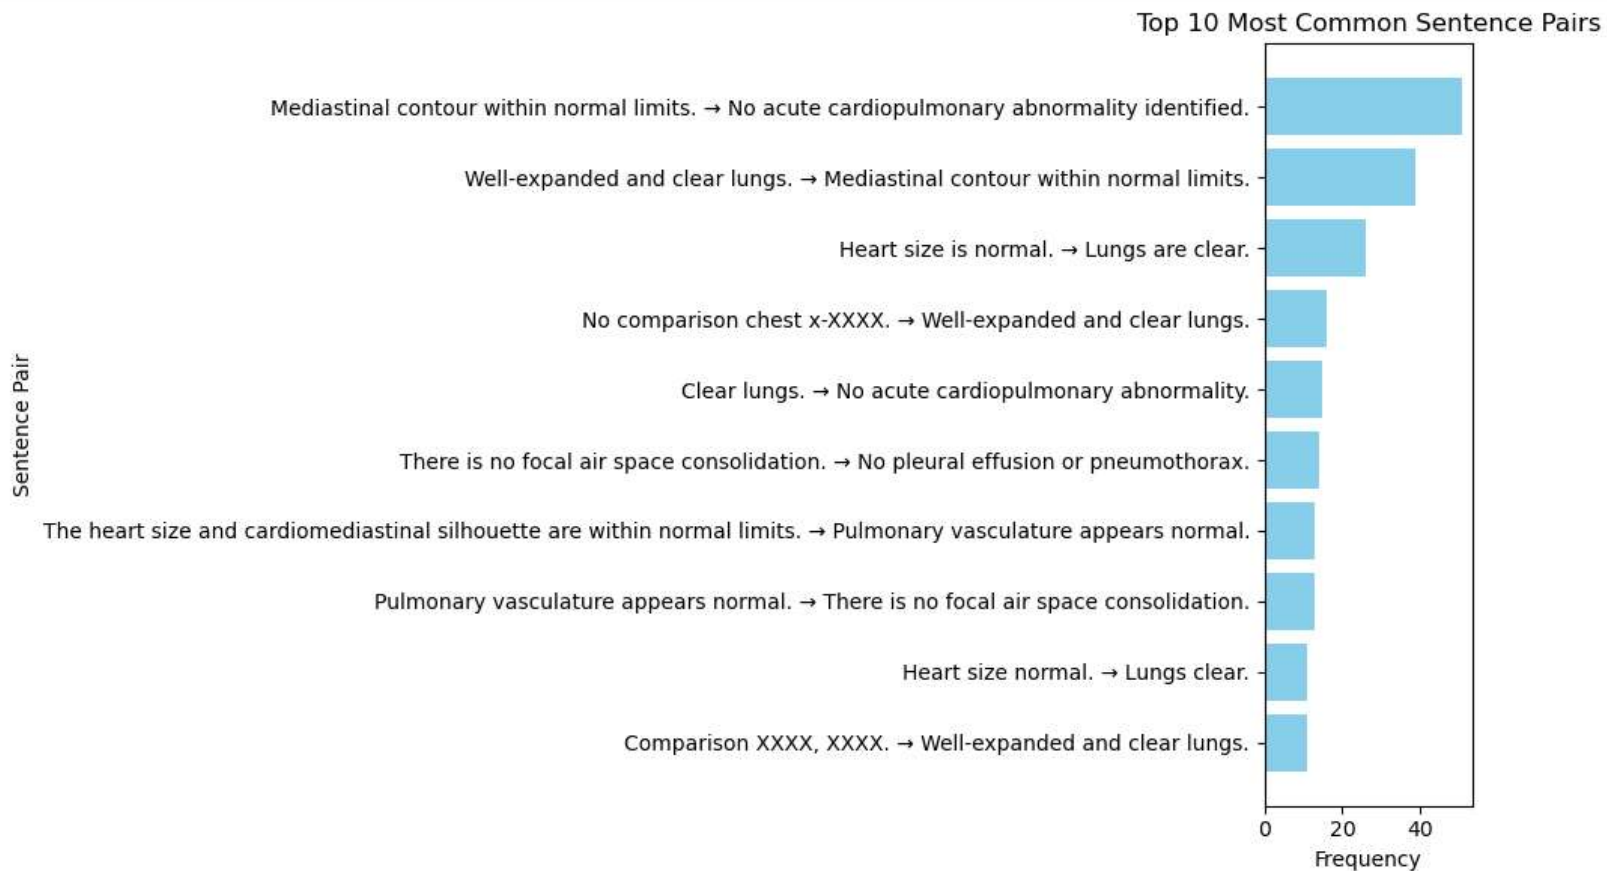 Top 10 Most Common Sentence Pairs
Mediastinal contour within normal limits. → No acute cardiopulmonary abnormality identified.
Well-expanded and clear lungs. → Mediastinal contour within normal limits.
Heart size is normal. → Lungs are clear.
No comparison chest x-XXXX. → Well-expanded and clear lungs.
Clear lungs. → No acute cardiopulmonary abnormality.
There is no focal air space consolidation. → No pleural effusion or pneumothorax.
The heart size and cardiomediastinal silhouette are within normal limits. → Pulmonary vasculature appears normal.
Pulmonary vasculature appears normal. → There is no focal air space consolidation.
Heart size normal. → Lungs clear.
Comparison XXXX, XXXX. → Well-expanded and clear lungs.
Sentence Pair
0 20 40
Frequency